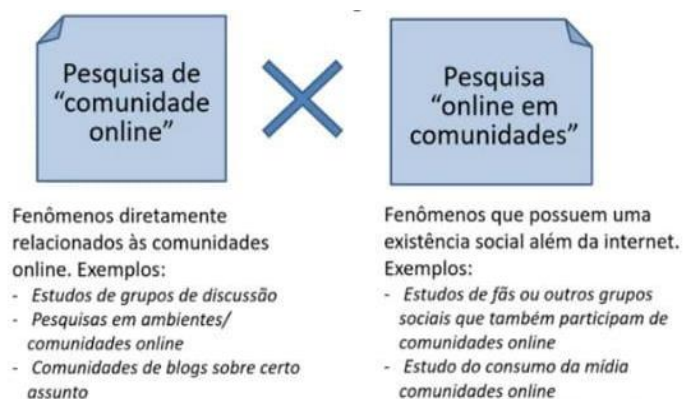 Pesquisa de
“comunidade
online”
Pesquisa
“online em
comunidades”
Fenômenos diretamente
relacionados às comunidades
online. Exemplos:
- Estudos de grupos de discussão
- Pesquisas em ambientes/
comunidades online
- Comunidades de blogs sobre certo
assunto
Fenômenos que possuem uma
existência social além da internet.
Exemplos:
- Estudos de fãs ou outros grupos
sociais que também participam de
comunidades online
- Estudo do consumo da mídia
comunidades online